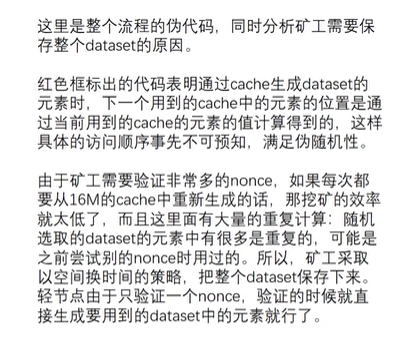 这里是整个流程的伪代码，同时分析矿工需要保
存整个dataset的原因。
红色框标出的代码表明通过cache生成dataset的
元素时，下一个用到的cache中的元素的位置是通
过当前用到的cache的元素的值计算得到的，这样
具体的访问顺序事先不可预知，满足伪随机性。
由于矿工需要验证非常多的nonce，如果每次都
要从16M的cache中重新生成的话，那挖矿的效率
就太低了，而且这里面有大量的重复计算：随机
选取的dataset的元素中有很多是重复的，可能是
之前尝试别的nonce时用过的。所以，矿工采取
以空间换时间的策略，把整个dataset保存下来。
轻节点由于只验证一个nonce，验证的时候就直
接生成要用到的dataset中的元素就行了。